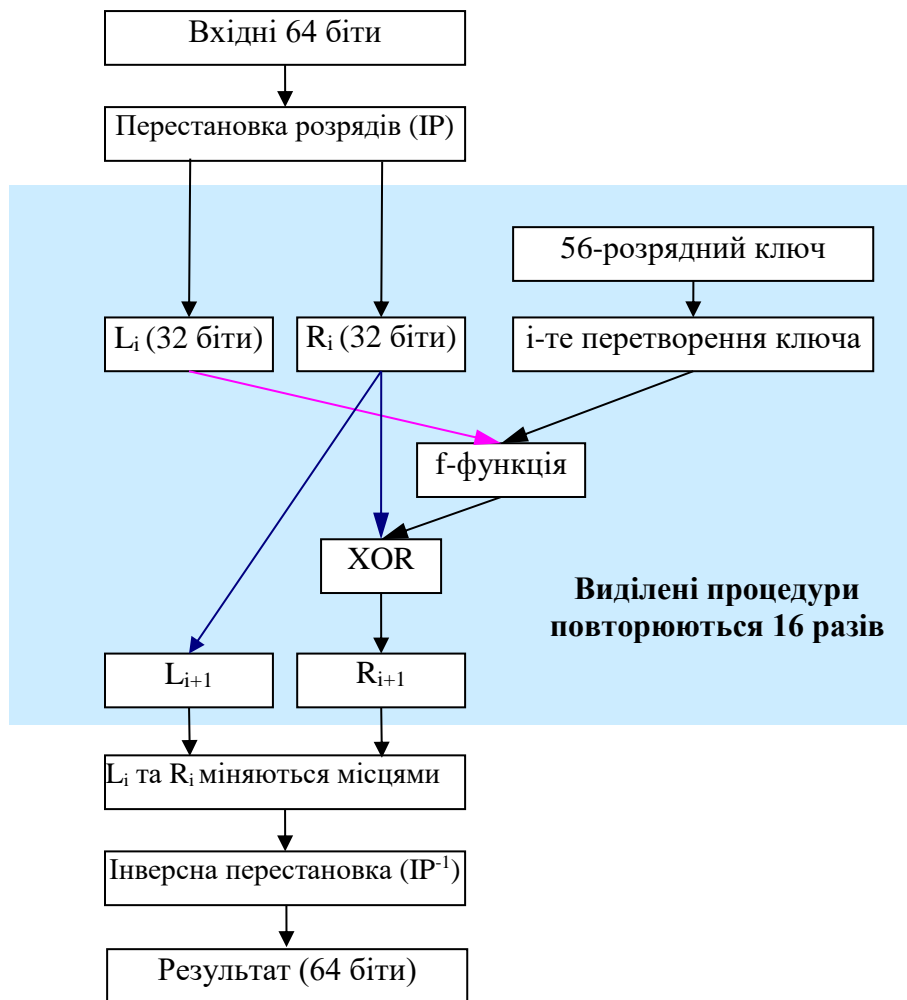 Вхідні 64 біти
Перестановка розрядів (IP)
56-розрядний ключ
Lᵢ (32 біти)
Rᵢ (32 біти)
і-те перетворення ключа
f-функція
XOR
Виділені процедури
повторюються 16 разів
Lᵢ₊₁
Rᵢ₊₁
Lᵢ та Rᵢ міняються місцями
Інверсна перестановка (IP⁻¹)
Результат (64 біти)